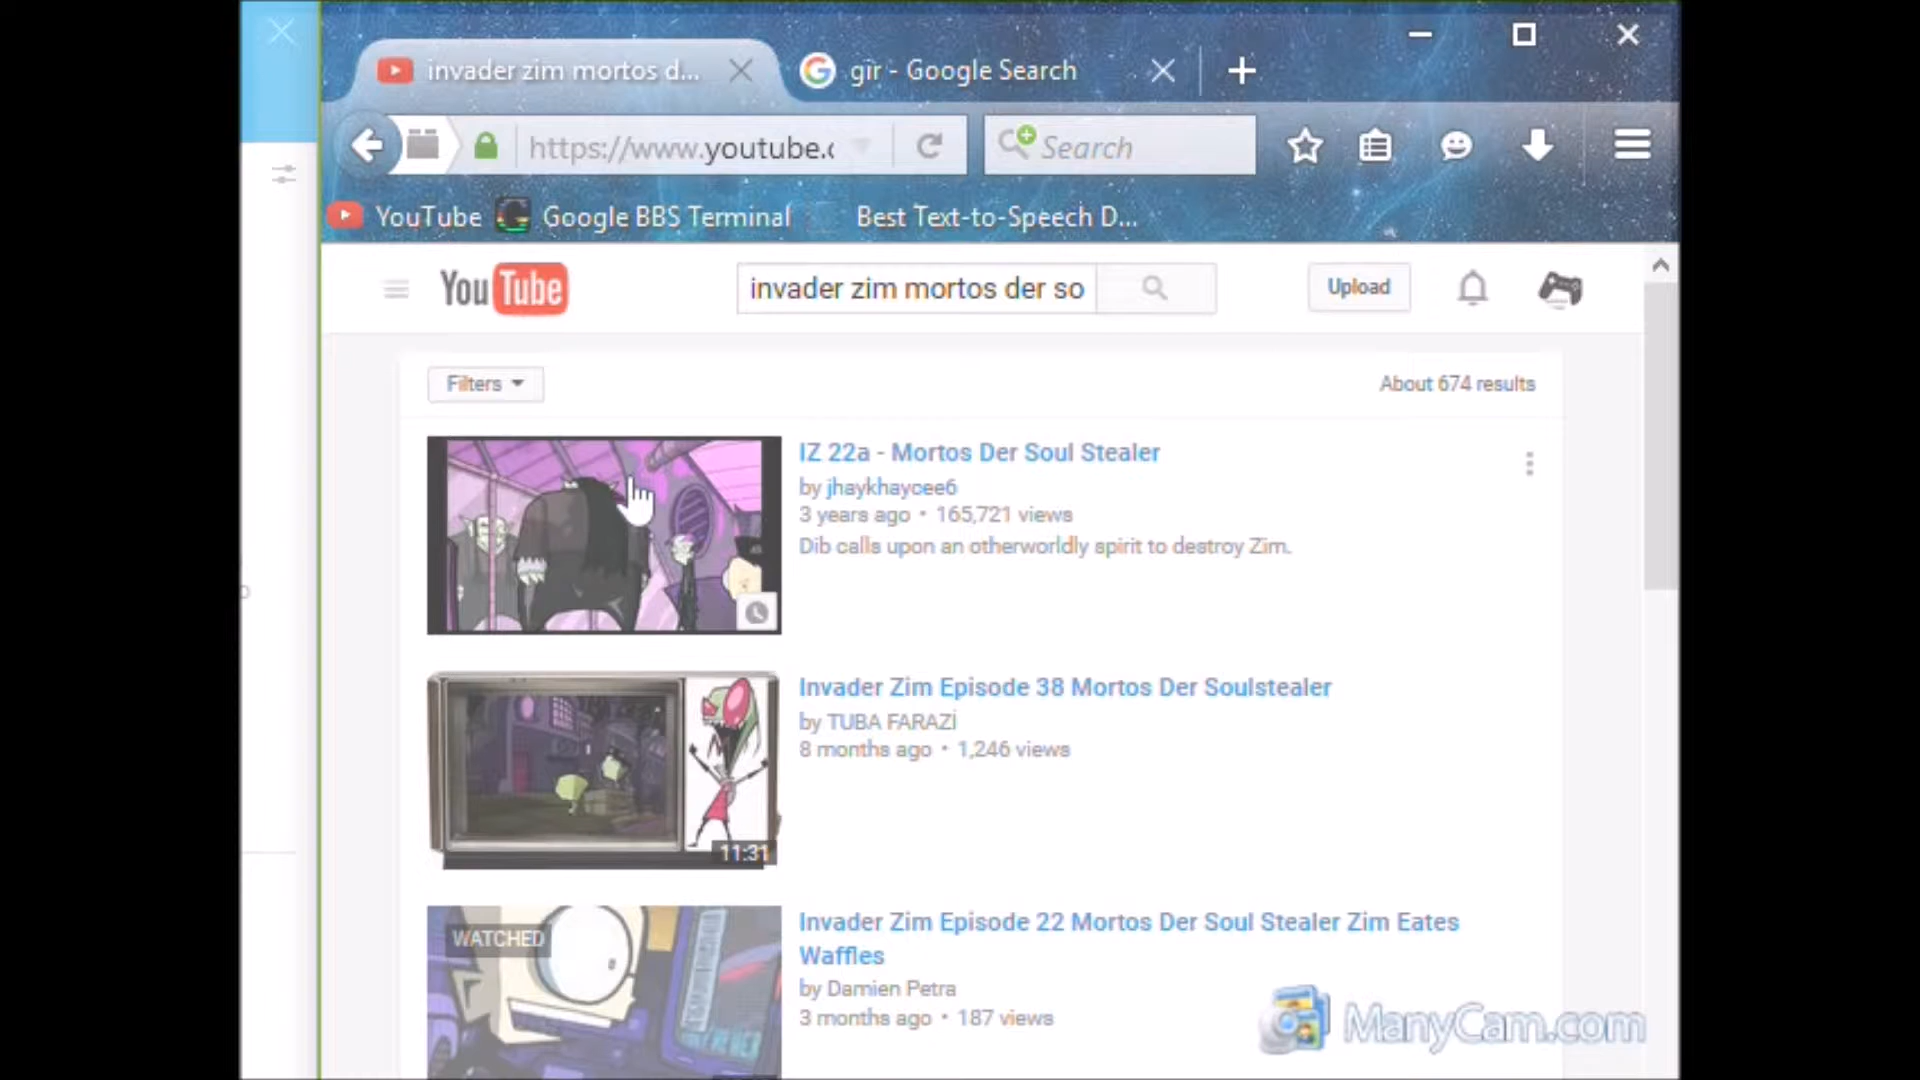 invader zim mortos d...
gir - Google Search
https://www.youtube.c
Search
YouTube
Google BBS Terminal
Best Text-to-Speech D...
YouTube
invader zim mortos der so
Upload
Filters
About 674 results
IZ 22a - Mortos Der Soul Stealer
by jhaykhaycee6
3 years ago • 165,721 views
Dib calls upon an otherworldly spirit to destroy Zim.
Invader Zim Episode 38 Mortos Der Soulstealer
by TUBA FARAZİ
8 months ago • 1,246 views
11:31
WATCHED
Invader Zim Episode 22 Mortos Der Soul Stealer Zim Eates
Waffles
by Damien Petra
3 months ago • 187 views
ManyCam.com